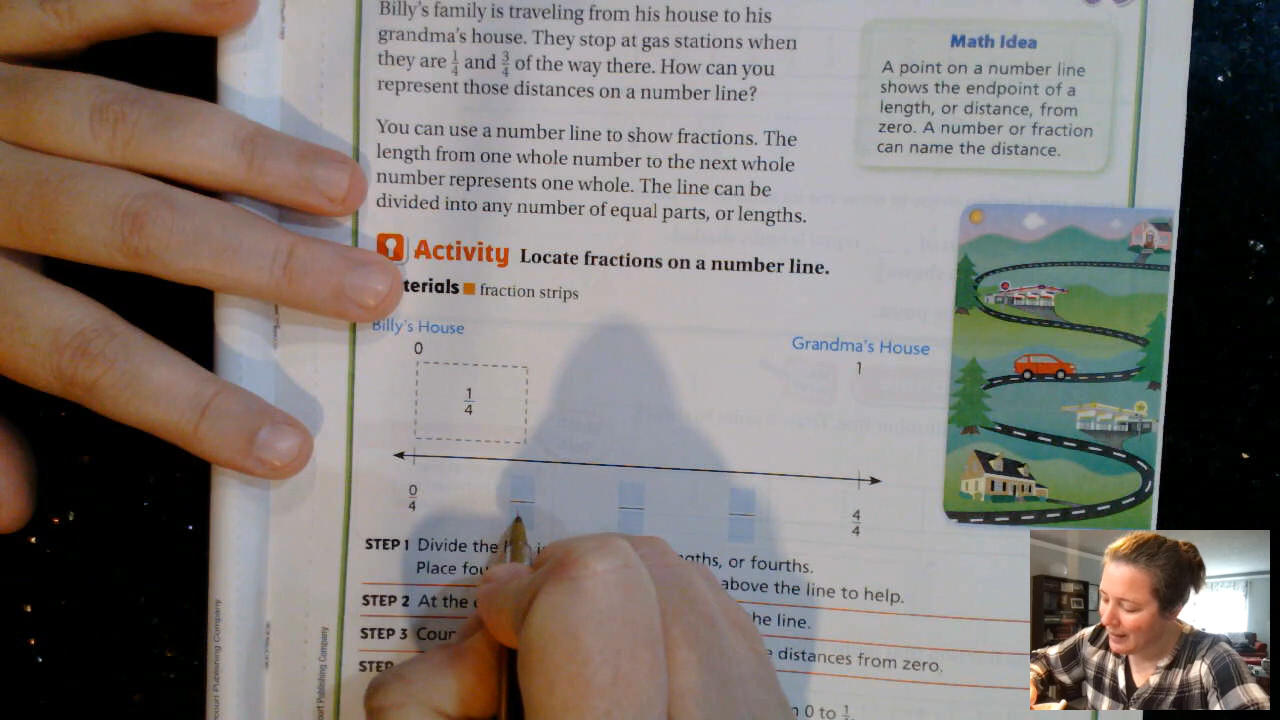 Billy's family is traveling from his house to his
grandma's house. They stop at gas stations when
they are 1/4 and 3/4 of the way there. How can you
represent those distances on a number line?
You can use a number line to show fractions. The
length from one whole number to the next whole
number represents one whole. The line can be
divided into any number of equal parts, or lengths.
Math Idea
A point on a number line
shows the endpoint of a
length, or distance, from
zero. A number or fraction
can name the distance.
Activity Locate fractions on a number line.
terials fraction strips
Billy's House
Grandma's House
0
1
1/4
0/4
4/4
STEP 1 Divide the
or fourths.
Place
above the line to help.
STEP 2 At the
line.
STEP 3
distances from zero.
STEP
0 to
Publishing Company
Publishing Company